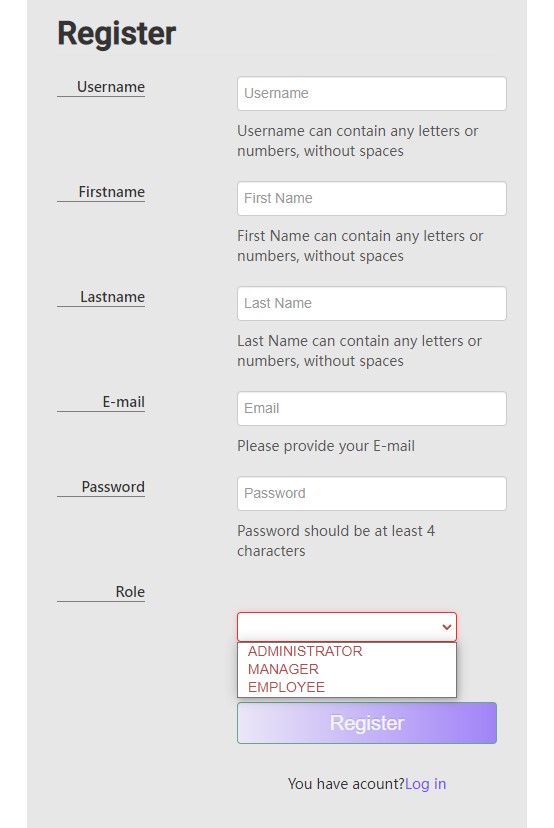 Register
Username
Username
Username can contain any letters or
numbers, without spaces
Firstname
First Name
First Name can contain any letters or
numbers, without spaces
Lastname
Last Name
Last Name can contain any letters or
numbers, without spaces
E-mail
Email
Please provide your E-mail
Password
Password
Password should be at least 4
characters
Role
ADMINISTRATOR
MANAGER
EMPLOYEE
Register
You have acount?Log in